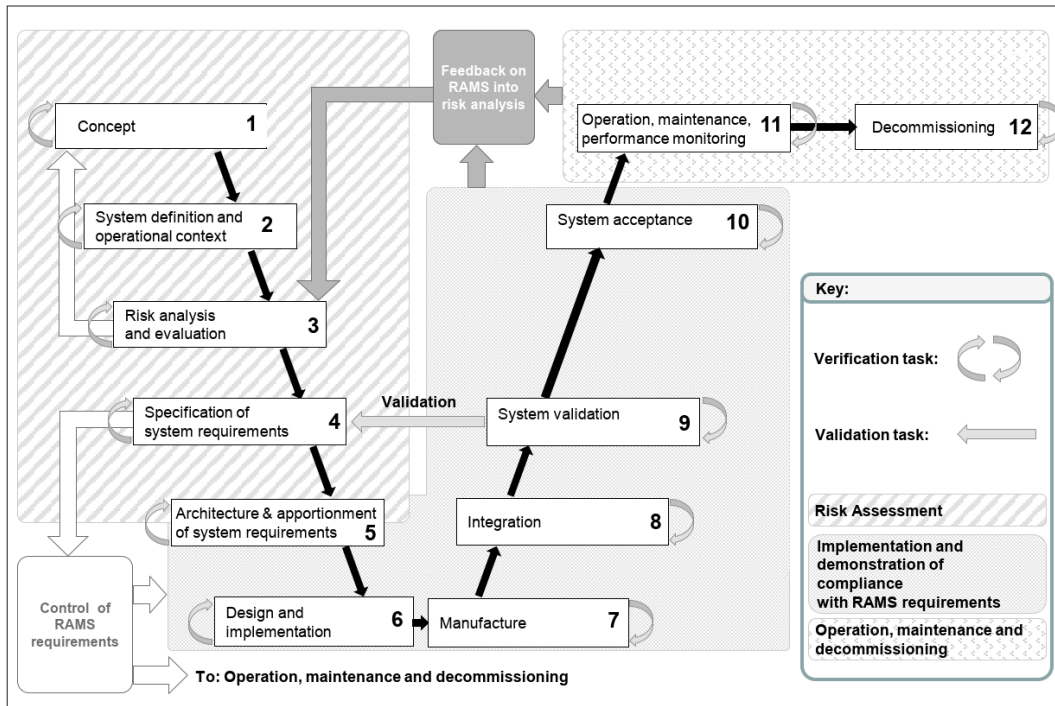 Feedback on
RAMS into
risk analysis
Concept 1
Operation, maintenance,
performance monitoring 11
Decommissioning 12
System definition and
operational context 2
System acceptance 10
Risk analysis
and evaluation 3
Key:
Verification task:
Validation
Specification of
system requirements 4
System validation 9
Validation task:
Architecture & apportionment
of system requirements 5
Integration 8
Risk Assessment
Implementation and
demonstration of
compliance
with RAMS requirements
Control of
RAMS
requirements
Design and
implementation 6
Manufacture 7
Operation, maintenance and
decommissioning
To: Operation, maintenance and decommissioning